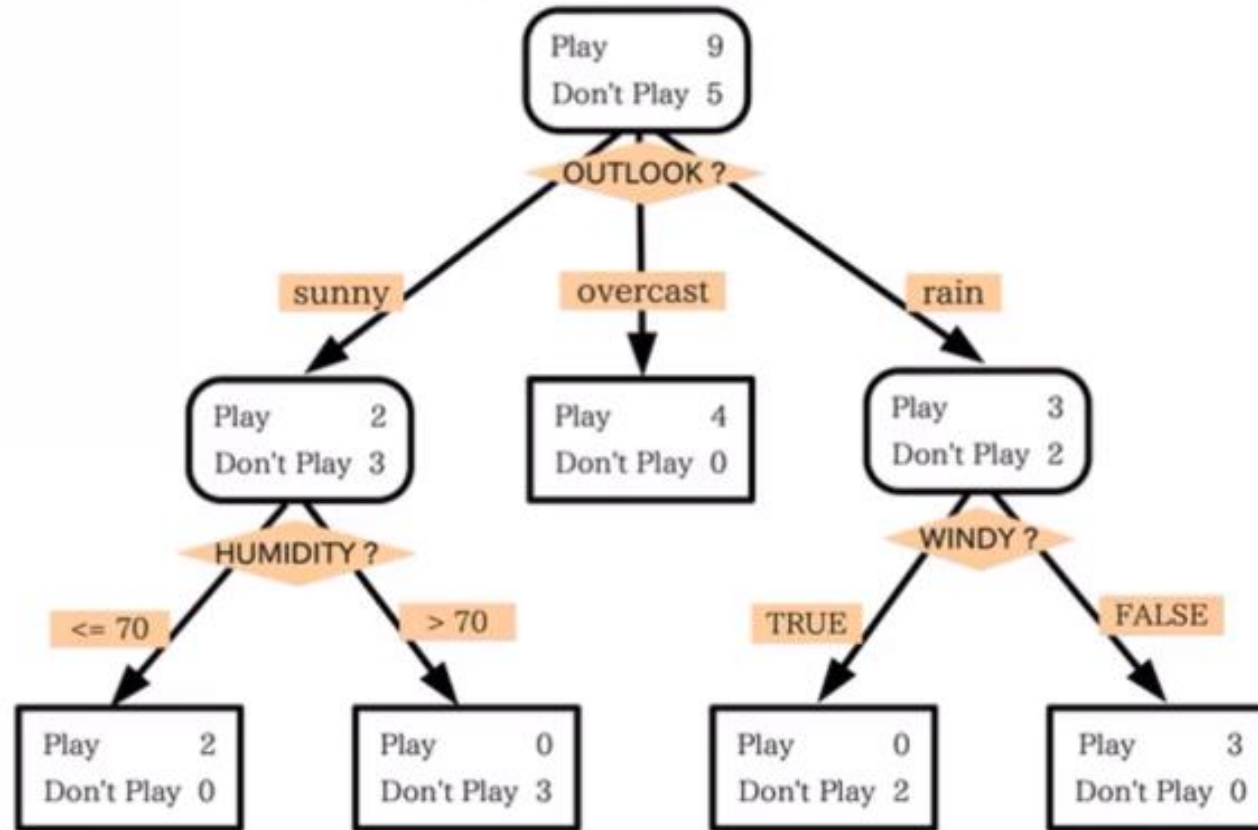 Play 9
Don't Play 5
OUTLOOK ?
sunny
overcast
rain
Play 2
Don't Play 3
Play 4
Don't Play 0
Play 3
Don't Play 2
HUMIDITY ?
WINDY ?
<= 70
> 70
TRUE
FALSE
Play 2
Don't Play 0
Play 0
Don't Play 3
Play 0
Don't Play 2
Play 3
Don't Play 0